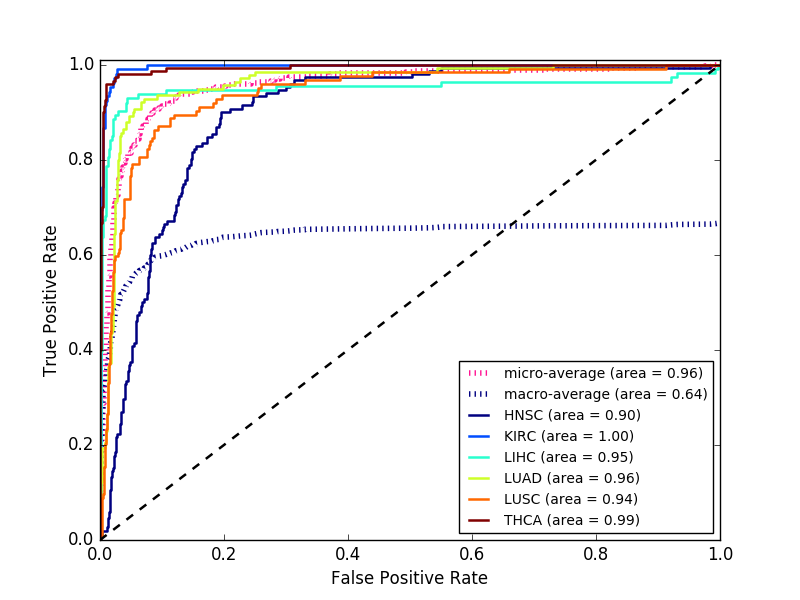 True Positive Rate
1.0
0.8
0.6
0.4
0.2
0.0
micro-average (area = 0.96)
macro-average (area = 0.64)
HNSC (area = 0.90)
KIRC (area = 1.00)
LIHC (area = 0.95)
LUAD (area = 0.96)
LUSC (area = 0.94)
THCA (area = 0.99)
0.0 0.2 0.4 0.6 0.8 1.0
False Positive Rate